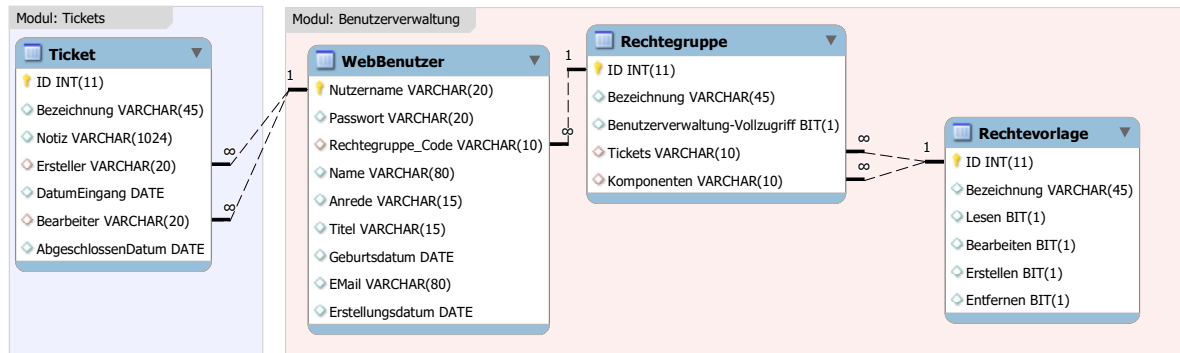 Modul: Tickets
Ticket
ID INT(11)
Bezeichnung VARCHAR(45)
Notiz VARCHAR(1024)
Ersteller VARCHAR(20)
DatumEingang DATE
Bearbeiter VARCHAR(20)
AbgeschlossenDatum DATE
∞
∞
1
Modul: Benutzerverwaltung
WebBenutzer
Nutzername VARCHAR(20)
Passwort VARCHAR(20)
Rechtegruppe_Code VARCHAR(10)
Name VARCHAR(80)
Anrede VARCHAR(15)
Titel VARCHAR(15)
Geburtsdatum DATE
EMail VARCHAR(80)
Erstellungsdatum DATE
∞
1
Rechtegruppe
ID INT(11)
Bezeichnung VARCHAR(45)
Benutzerverwaltung-Vollzugriff BIT(1)
Tickets VARCHAR(10)
Komponenten VARCHAR(10)
∞
∞
1
Rechtevorlage
ID INT(11)
Bezeichnung VARCHAR(45)
Lesen BIT(1)
Bearbeiten BIT(1)
Erstellen BIT(1)
Entfernen BIT(1)